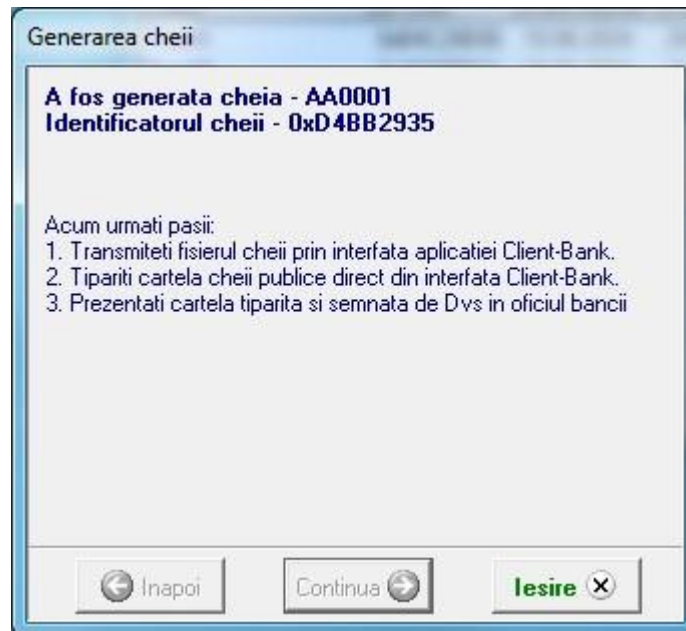 Generarea cheii
A fos generata cheia - AA0001
Identificatorul cheii - 0xD4BB2935
Acum urmati pasii:
1. Transmiteti fisierul cheii prin interfata aplicatiei Client-Bank.
2. Tipariti cartela cheii publice direct din interfata Client-Bank.
3. Prezentati cartela tiparita si semnata de Dvs in oficiul bancii
Inapoi
Continua
Iesire